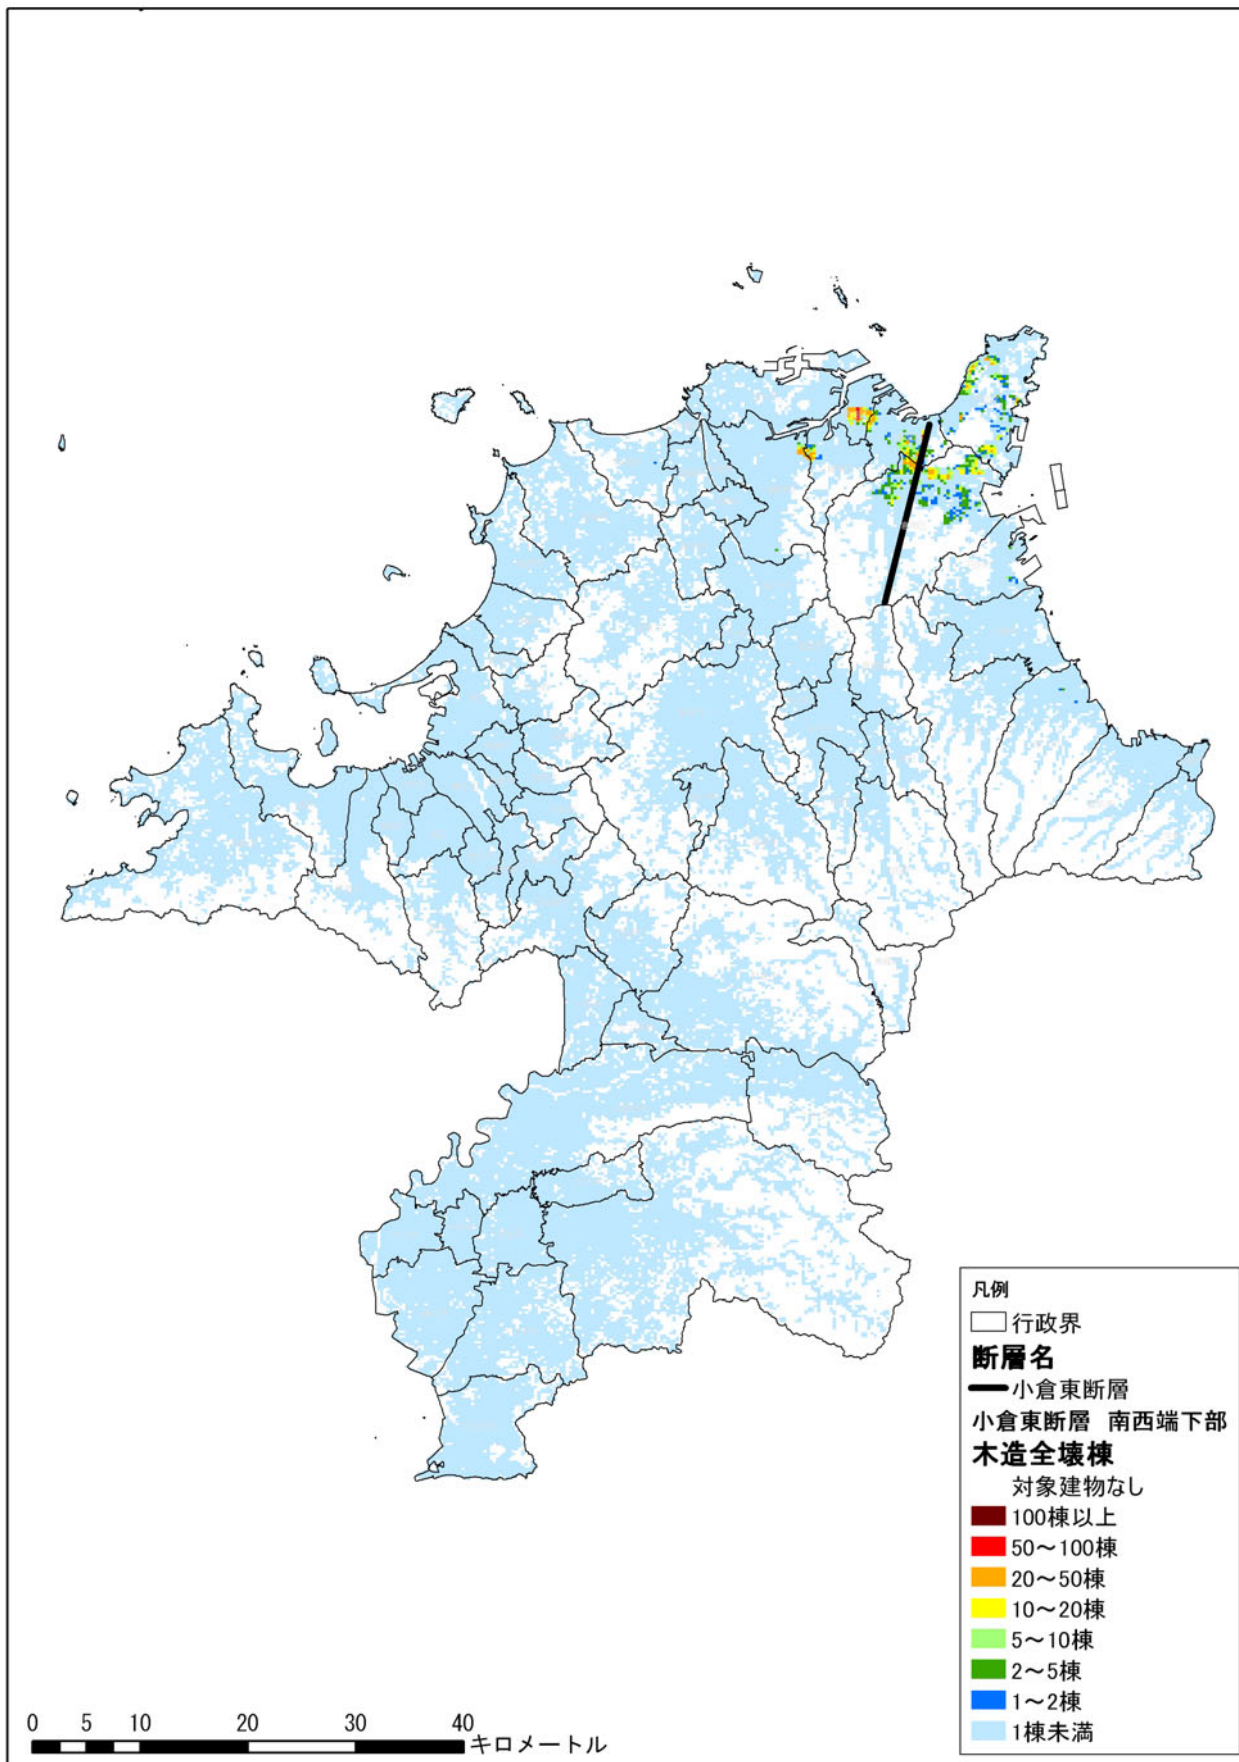 凡例
行政界
断層名
小倉東断層
小倉東断層 南西端下部
木造全壊棟
対象建物なし
100棟以上
50～100棟
20～50棟
10～20棟
5～10棟
2～5棟
1～2棟
1棟未満
0 5 10 20 30 40
キロメートル